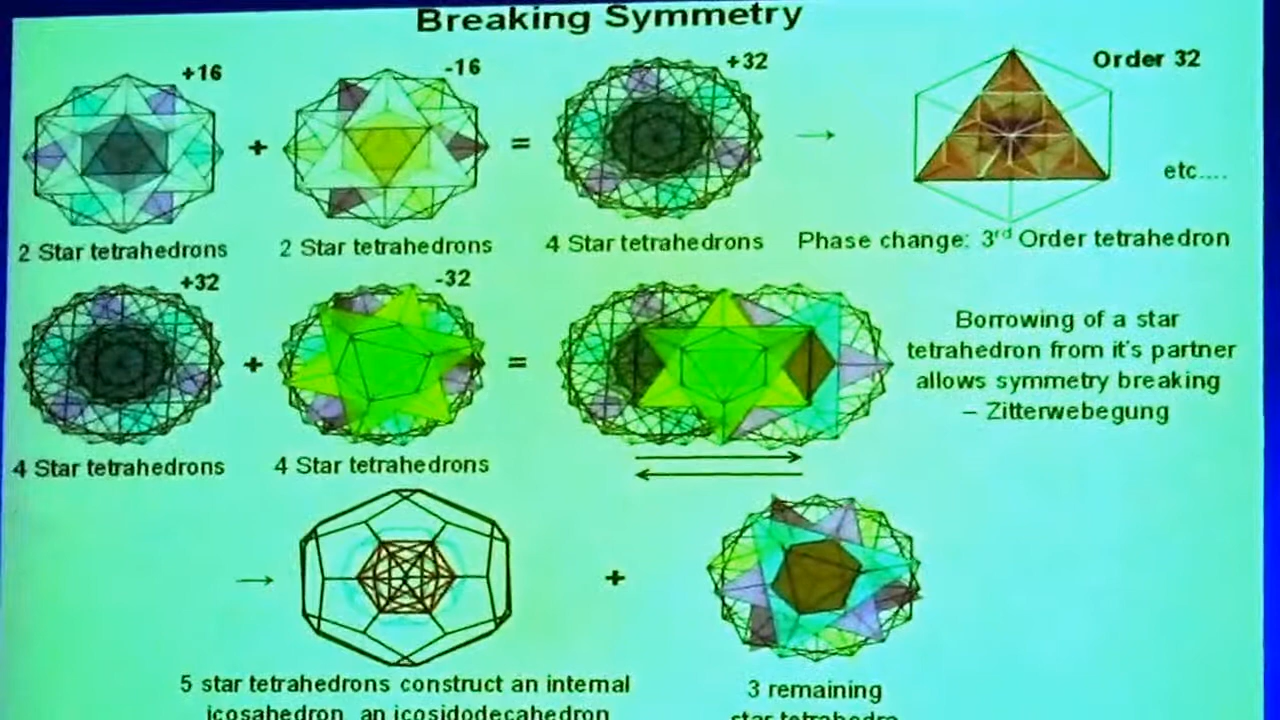 Breaking Symmetry
+16
-16
+32
Order 32
+
=
→
etc....
2 Star tetrahedrons
2 Star tetrahedrons
4 Star tetrahedrons
Phase change: 3rd Order tetrahedron
+32
-32
+
=
Borrowing of a star
tetrahedron from it's partner
allows symmetry breaking
– Zitterwebegung
4 Star tetrahedrons
4 Star tetrahedrons
→
+
5 star tetrahedrons construct an internal
icosahedron, an icosidodecahedron
3 remaining
star tetrahedra